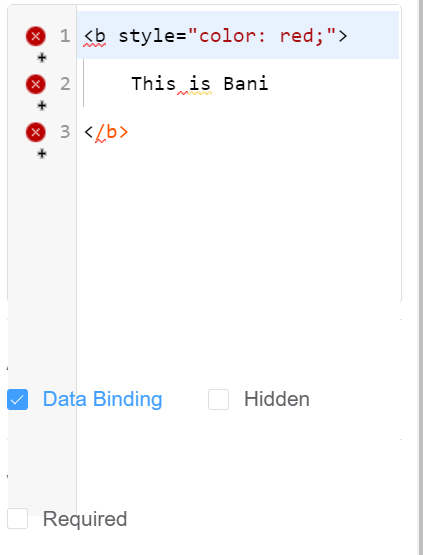 1 <b style="color: red;">
2 This is Bani
3 </b>
Data Binding Hidden
Required